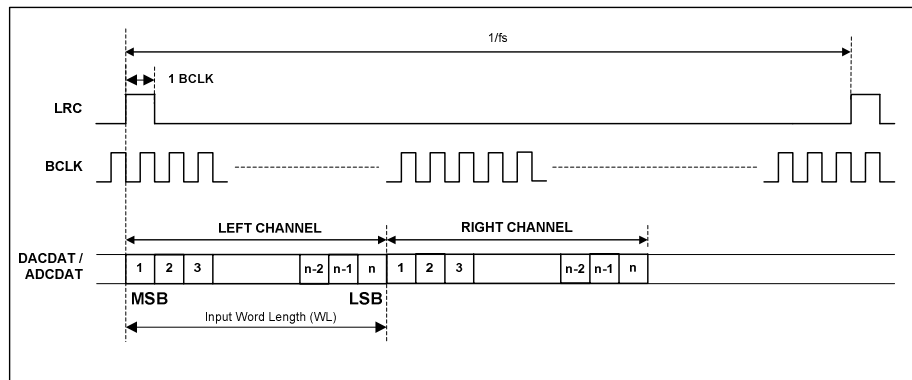 1/fs
1 BCLK
LRC
BCLK
LEFT CHANNEL
RIGHT CHANNEL
DACDAT /
ADCDAT
1 2 3 n-2 n-1 n 1 2 3 n-2 n-1 n
MSB
LSB
Input Word Length (WL)